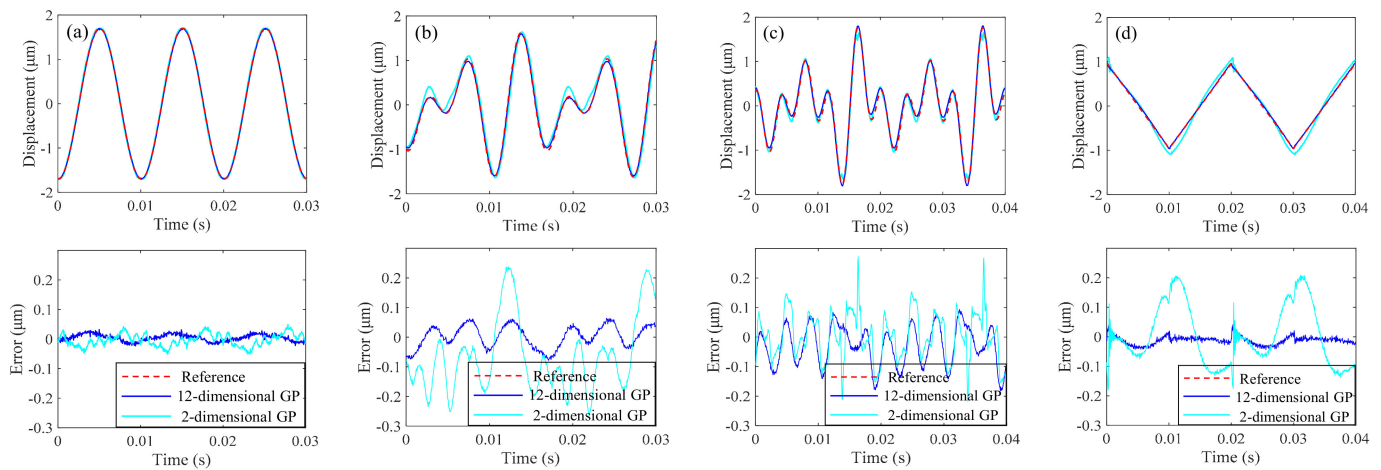 (a)
Displacement (μm)
2
1
0
-1
-2
0 0.01 0.02 0.03
Time (s)
(b)
Displacement (μm)
2
1
0
-1
-2
0 0.01 0.02 0.03
Time (s)
(c)
Displacement (μm)
2
1
0
-1
-2
0 0.01 0.02 0.03 0.04
Time (s)
(d)
Displacement (μm)
2
1
0
-1
-2
0 0.01 0.02 0.03 0.04
Time (s)
Error (μm)
0.2
0.1
0
-0.1
-0.2
-0.3
Reference
12-dimensional GP
2-dimensional GP
0 0.01 0.02 0.03
Time (s)
Error (μm)
0.2
0.1
0
-0.1
-0.2
-0.3
Reference
12-dimensional GP
2-dimensional GP
0 0.01 0.02 0.03
Time (s)
Error (μm)
0.3
0.2
0.1
0
-0.1
-0.2
-0.3
Reference
12-dimensional GP
2-dimensional GP
0 0.01 0.02 0.03 0.04
Time (s)
Error (μm)
0.3
0.2
0.1
0
-0.1
-0.2
-0.3
Reference
12-dimensional GP
2-dimensional GP
0 0.01 0.02 0.03 0.04
Time (s)